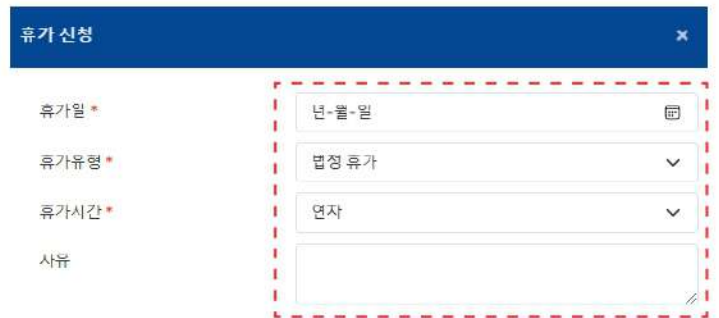 휴가 신청 ×
휴가일 * 년-월-일
휴가유형 * 법정 휴가
휴가시간 * 연차
사유